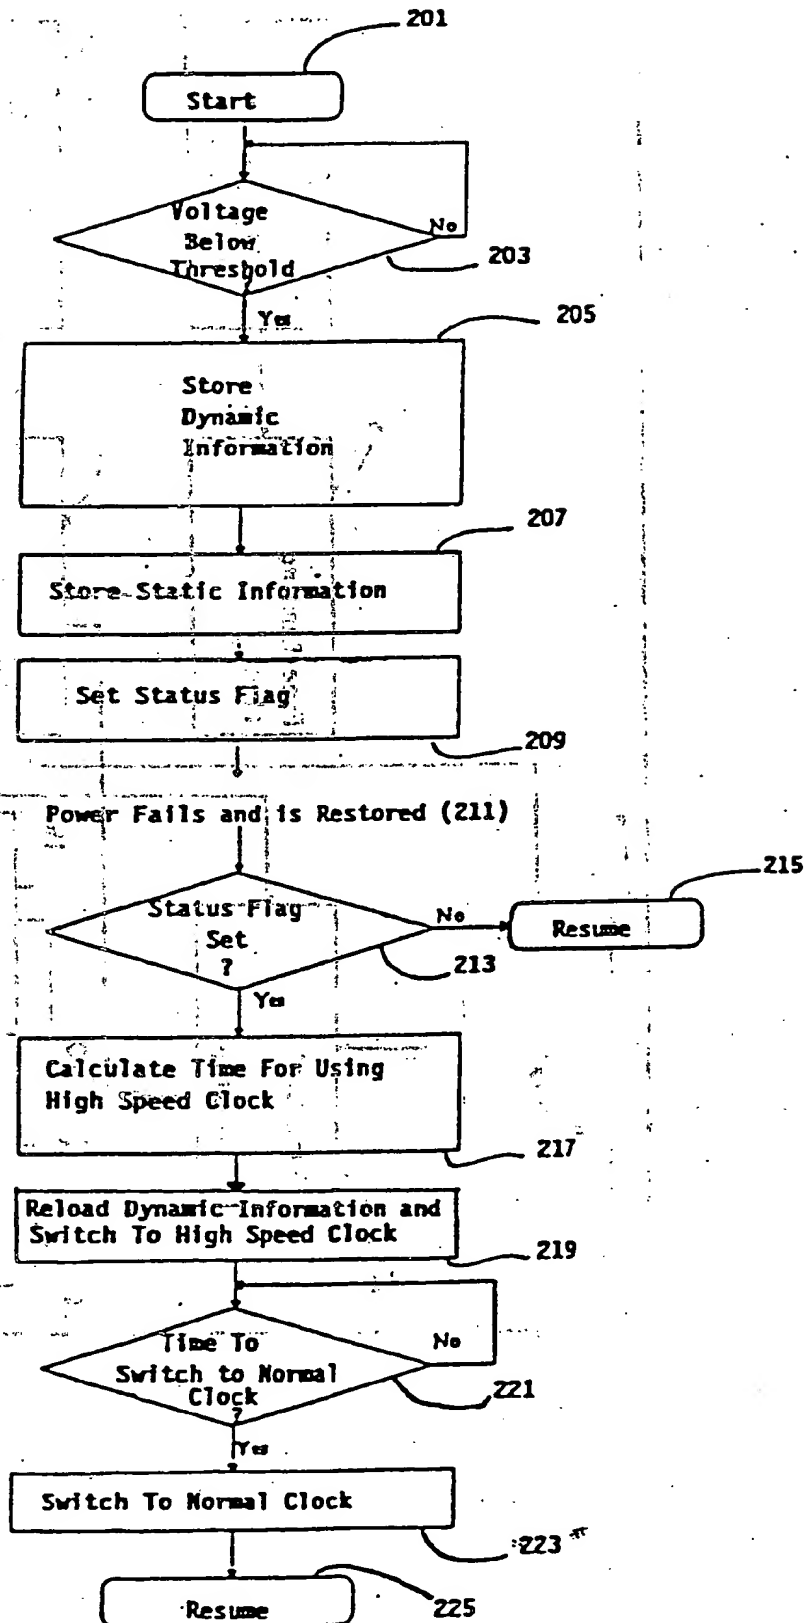 201
Start
Voltage
Below
Threshold
?
No
203
Yes
205
Store
Dynamic
Information
207
Store Static Information
Set Status Flag
209
Power Fails and is Restored (211)
Status Flag
Set
?
No
213
215
Resume
Yes
Calculate Time For Using
High Speed Clock
217
Reload Dynamic Information and
Switch To High Speed Clock
219
Time To
Switch to Normal
Clock
?
No
221
Yes
Switch To Normal Clock
223
Resume
225